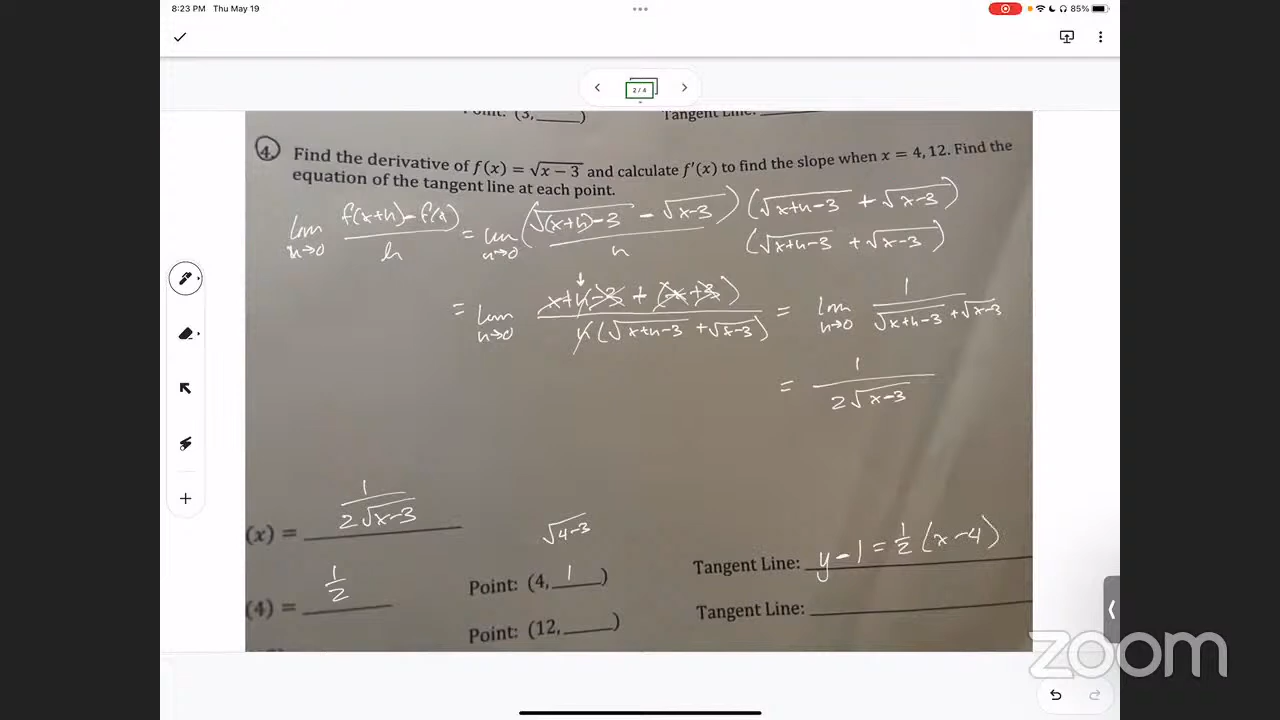 8:23 PM Thu May 19
85%
2 / 4
Point: (3,____) Tangent Line: ____
4. Find the derivative of f(x) = √(x − 3) and calculate f′(x) to find the slope when x = 4, 12. Find the
equation of the tangent line at each point.
lim h→0 (f(x+h) − f(x))/h = lim h→0 (√((x+h)−3) − √(x−3))/h (√(x+h−3) + √(x−3))/(√(x+h−3) + √(x−3))
= lim h→0 (x+h−3 + (−x+3))/(h(√(x+h−3) + √(x−3))) = lim h→0 1/(√(x+h−3) + √(x−3))
= 1/(2√(x−3))
(x) = 1/(2√(x−3))
√(4−3)
(4) = 1/2 Point: (4, 1) Tangent Line: y − 1 = 1/2 (x − 4)
Point: (12,____) Tangent Line: ____
zoom